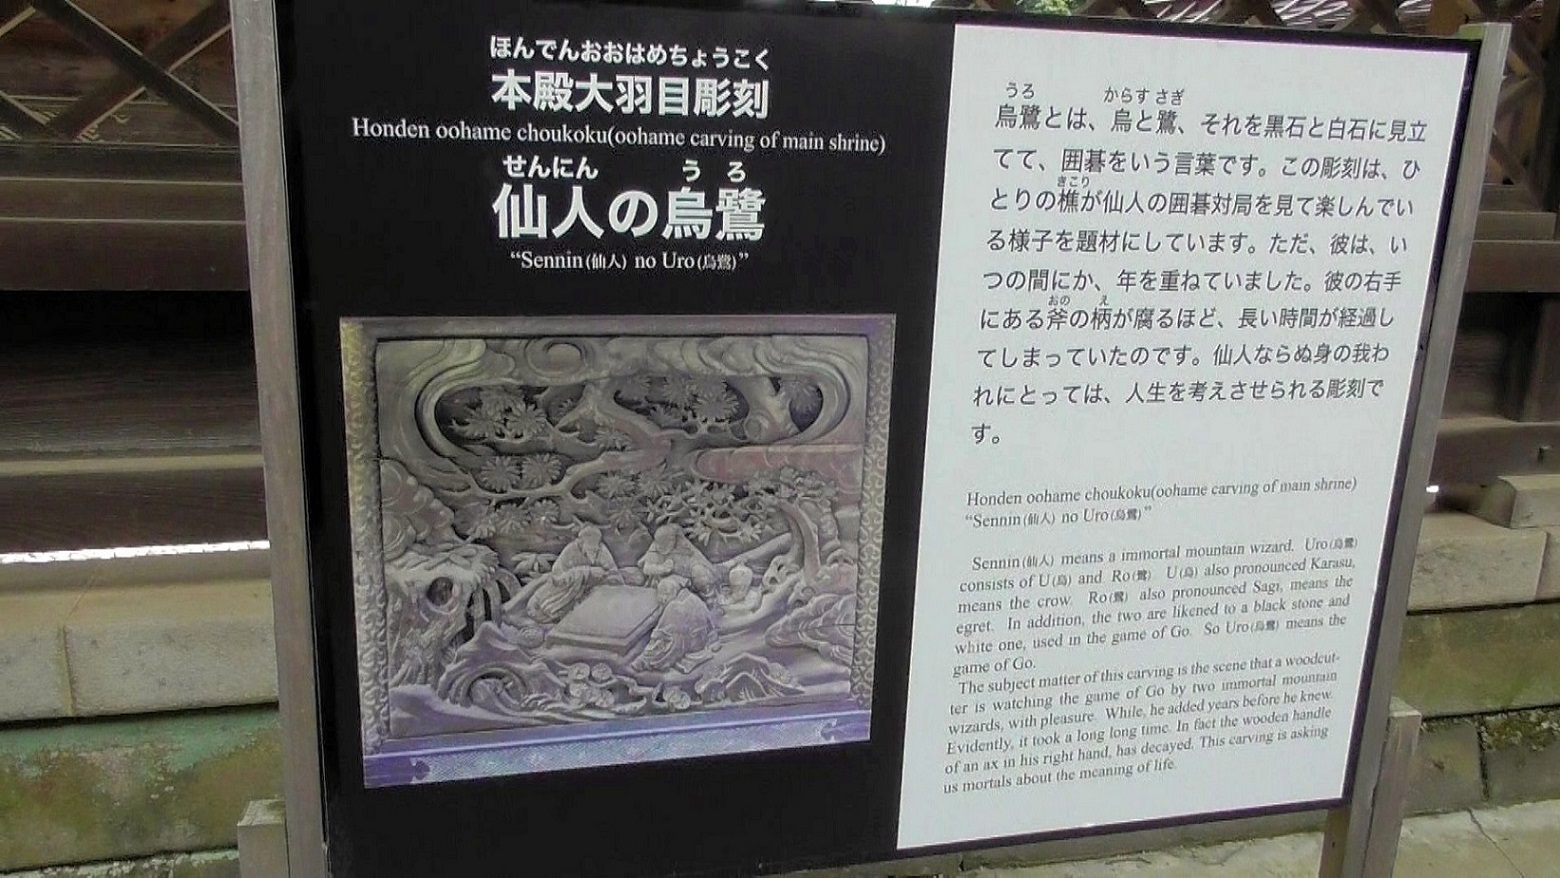 ほんでんおおはめちょうこく
本殿大羽目彫刻
Honden oohame choukoku(oohame carving of main shrine)
せんにん うろ
仙人の烏鷺
“Sennin(仙人) no Uro(烏鷺)”
うろ からす さぎ
烏鷺とは、烏と鷺、それを黒石と白石に見立
てて、囲碁をいう言葉です。この彫刻は、ひ
きこり
とりの樵が仙人の囲碁対局を見て楽しんでい
る様子を題材にしています。ただ、彼は、い
つの間にか、年を重ねていました。彼の右手
おの え
にある斧の柄が腐るほど、長い時間が経過し
てしまっていたのです。仙人ならぬ身の我わ
れにとっては、人生を考えさせられる彫刻で
す。
Honden oohame choukoku(oohame carving of main shrine)
“Sennin(仙人) no Uro(烏鷺)”
Sennin(仙人) means a immortal mountain wizard. Uro(烏鷺)
consists of U(烏) and Ro(鷺) U(烏) also pronounced Karasu,
means the crow. Ro(鷺) also pronounced Sagi, means the
egret. In addition, the two are likened to a black stone and
white one, used in the game of Go. So Uro(烏鷺) means the
game of Go.
The subject matter of this carving is the scene that a woodcut-
ter is watching the game of Go by two immortal mountain
wizards, with pleasure. While, he added years before he knew.
Evidently, it took a long long time. In fact the wooden handle
of an ax in his right hand, has decayed. This carving is asking
us mortals about the meaning of life.